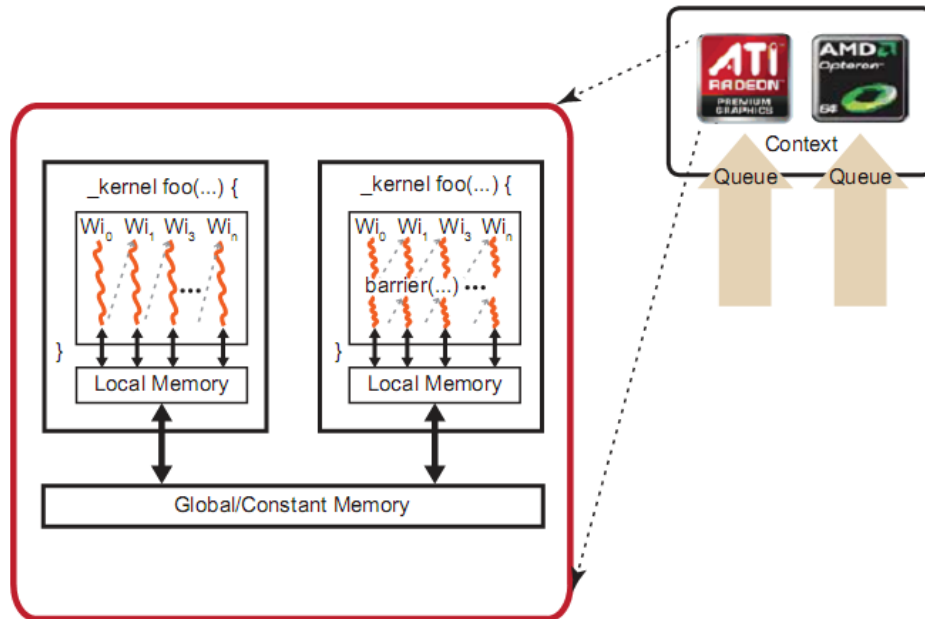 ATI
RADEON
PREMIUM
GRAPHICS
AMD
Opteron
64
Context
Queue
Queue
_kernel foo(...) {
Wi0 Wi1 Wi3 Win
...
}
Local Memory
_kernel foo(...) {
Wi0 Wi1 Wi3 Win
barrier(...) ...
}
Local Memory
Global/Constant Memory